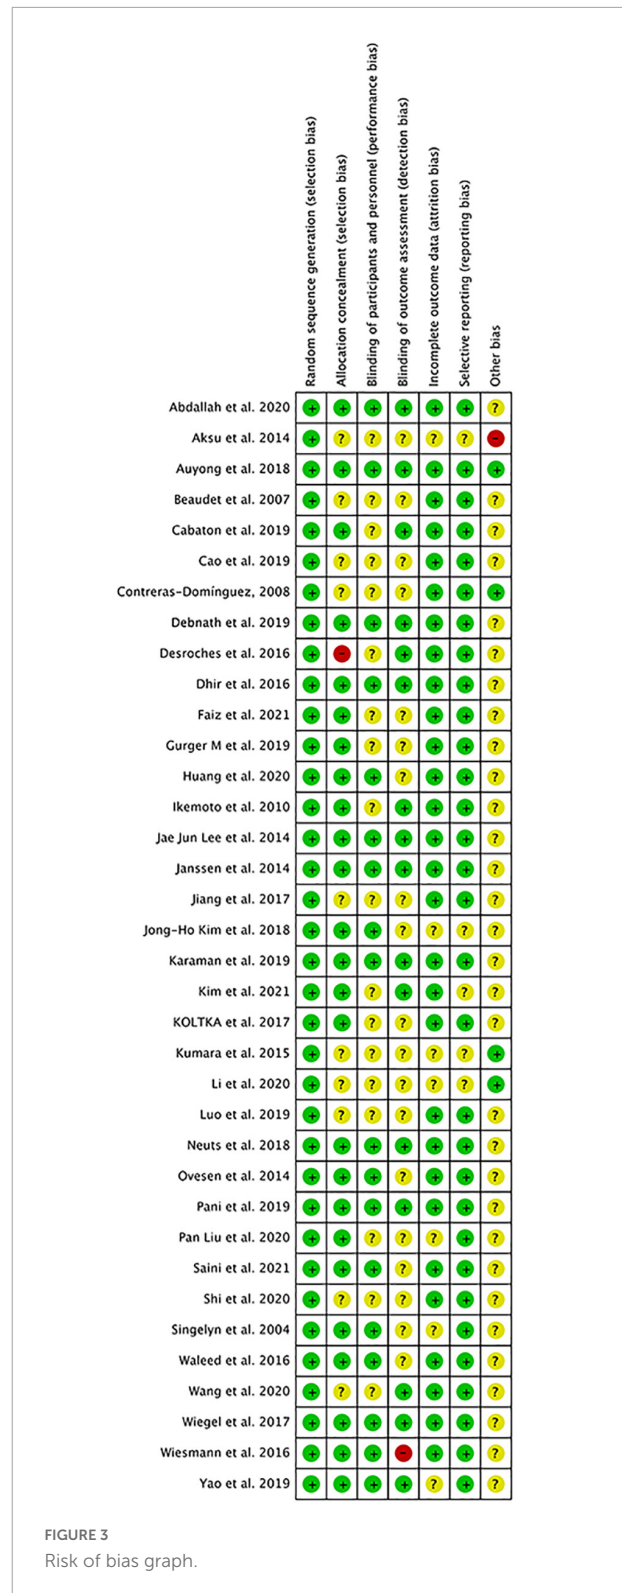 Random sequence generation (selection bias)
Allocation concealment (selection bias)
Blinding of participants and personnel (performance bias)
Blinding of outcome assessment (detection bias)
Incomplete outcome data (attrition bias)
Selective reporting (reporting bias)
Other bias
Abdallah et al. 2020 + + + + + + ?
Aksu et al. 2014 + ? ? ? ? ? -
Auyong et al. 2018 + + + + + + +
Beaudet et al. 2007 + ? ? ? + + ?
Cabaton et al. 2019 + + ? + + + ?
Cao et al. 2019 + ? ? ? + + ?
Contreras-Domínguez, 2008 + ? ? ? + + +
Debnath et al. 2019 + + + + + + ?
Desroches et al. 2016 + - ? + + + ?
Dhir et al. 2016 + + + + + + ?
Faiz et al. 2021 + + ? ? + + ?
Gurger M et al. 2019 + + ? ? + + ?
Huang et al. 2020 + + + ? + + ?
Ikemoto et al. 2010 + + ? + + + ?
Jae Jun Lee et al. 2014 + + + + + + ?
Janssen et al. 2014 + + + + + + ?
Jiang et al. 2017 + ? ? ? + + ?
Jong-Ho Kim et al. 2018 + + + ? ? ? ?
Karaman et al. 2019 + + + + + + ?
Kim et al. 2021 + + ? + + ? ?
KOLTKA et al. 2017 + + ? ? + + ?
Kumara et al. 2015 + ? ? ? ? ? +
Li et al. 2020 + ? ? ? ? ? +
Luo et al. 2019 + ? ? ? + + ?
Neuts et al. 2018 + + + + + + ?
Ovesen et al. 2014 + + + ? + + ?
Pani et al. 2019 + + + + + + ?
Pan Liu et al. 2020 + + ? ? ? + ?
Saini et al. 2021 + + + ? + + ?
Shi et al. 2020 + ? ? ? + + ?
Singelyn et al. 2004 + + + ? ? + ?
Waleed et al. 2016 + + + ? + + ?
Wang et al. 2020 + ? ? + + + ?
Wiegel et al. 2017 + + + + + + ?
Wiesmann et al. 2016 + + + - + + ?
Yao et al. 2019 + + + + ? + ?
FIGURE 3
Risk of bias graph.